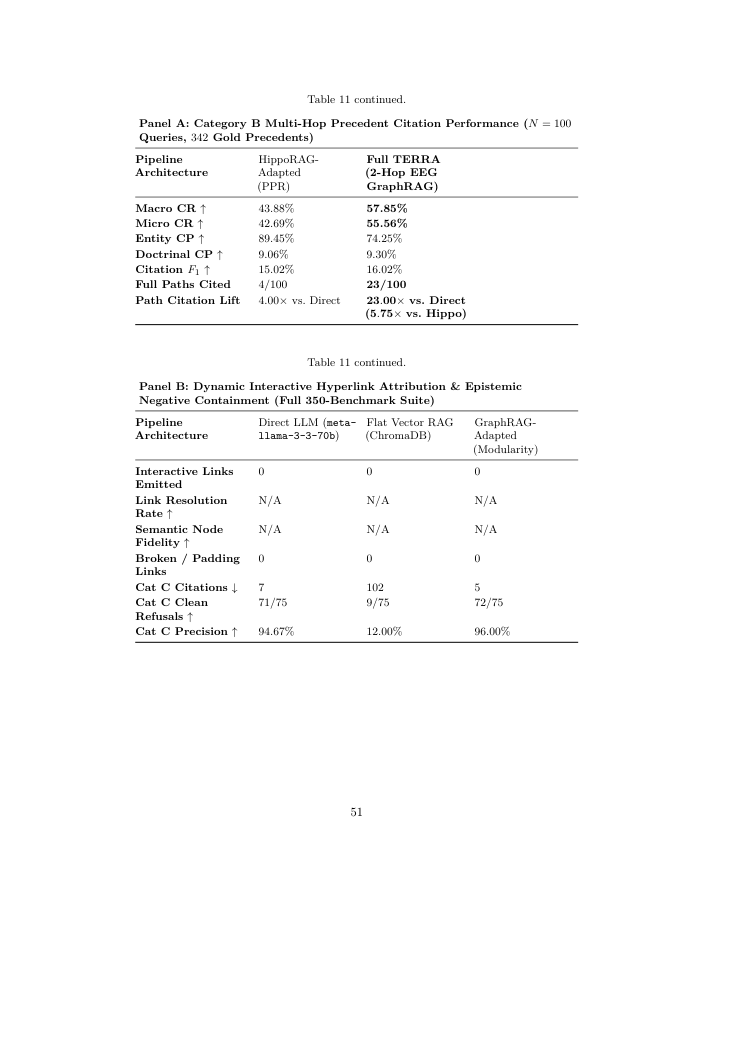 Table 11 continued.
Panel A: Category B Multi-Hop Precedent Citation Performance (N = 100
Queries, 342 Gold Precedents)
Pipeline Architecture HippoRAG-Adapted (PPR) Full TERRA (2-Hop EEG GraphRAG)
Macro CR ↑ 43.88% 57.85%
Micro CR ↑ 42.69% 55.56%
Entity CP ↑ 89.45% 74.25%
Doctrinal CP ↑ 9.06% 9.30%
Citation F1 ↑ 15.02% 16.02%
Full Paths Cited 4/100 23/100
Path Citation Lift 4.00× vs. Direct 23.00× vs. Direct
(5.75× vs. Hippo)
Table 11 continued.
Panel B: Dynamic Interactive Hyperlink Attribution & Epistemic
Negative Containment (Full 350-Benchmark Suite)
Pipeline Architecture Direct LLM (meta-llama-3-3-70b) Flat Vector RAG (ChromaDB) GraphRAG-Adapted (Modularity)
Interactive Links Emitted 0 0 0
Link Resolution Rate ↑ N/A N/A N/A
Semantic Node Fidelity ↑ N/A N/A N/A
Broken / Padding Links 0 0 0
Cat C Citations ↓ 7 102 5
Cat C Clean Refusals ↑ 71/75 9/75 72/75
Cat C Precision ↑ 94.67% 12.00% 96.00%
51